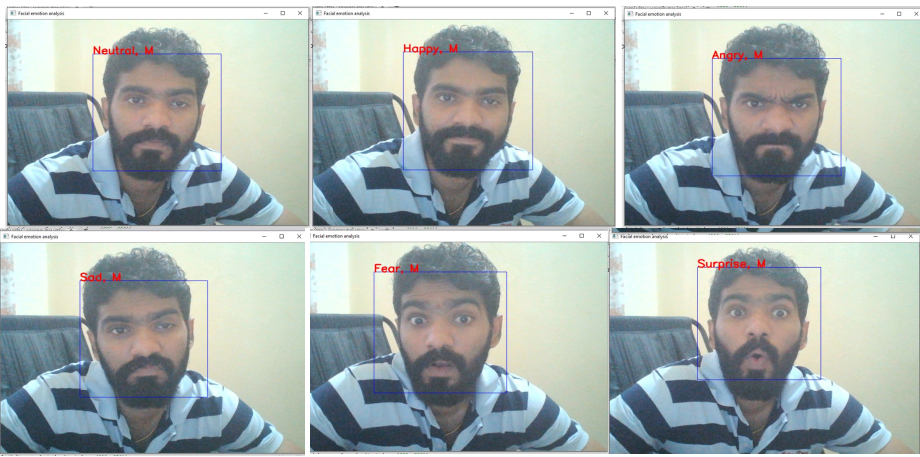 Facial emotion analysis
Neutral, M
Facial emotion analysis
Happy, M
Facial emotion analysis
Angry, M
Facial emotion analysis
Sad, M
Facial emotion analysis
Fear, M
Facial emotion analysis
Surprise, M